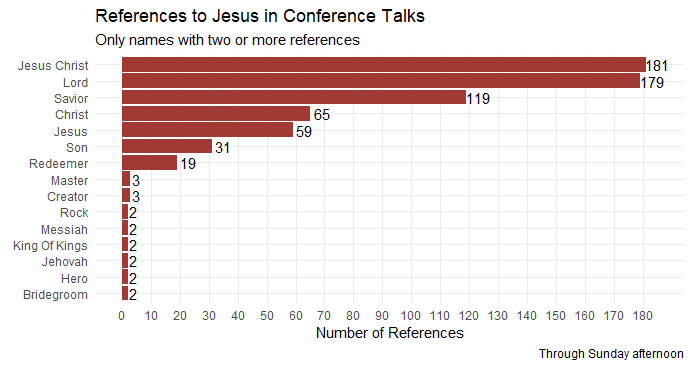 References to Jesus in Conference Talks
Only names with two or more references
Jesus Christ 181
Lord 179
Savior 119
Christ 65
Jesus 59
Son 31
Redeemer 19
Master 3
Creator 3
Rock 2
Messiah 2
King Of Kings 2
Jehovah 2
Hero 2
Bridegroom 2
0 10 20 30 40 50 60 70 80 90 100 110 120 130 140 150 160 170 180
Number of References
Through Sunday afternoon